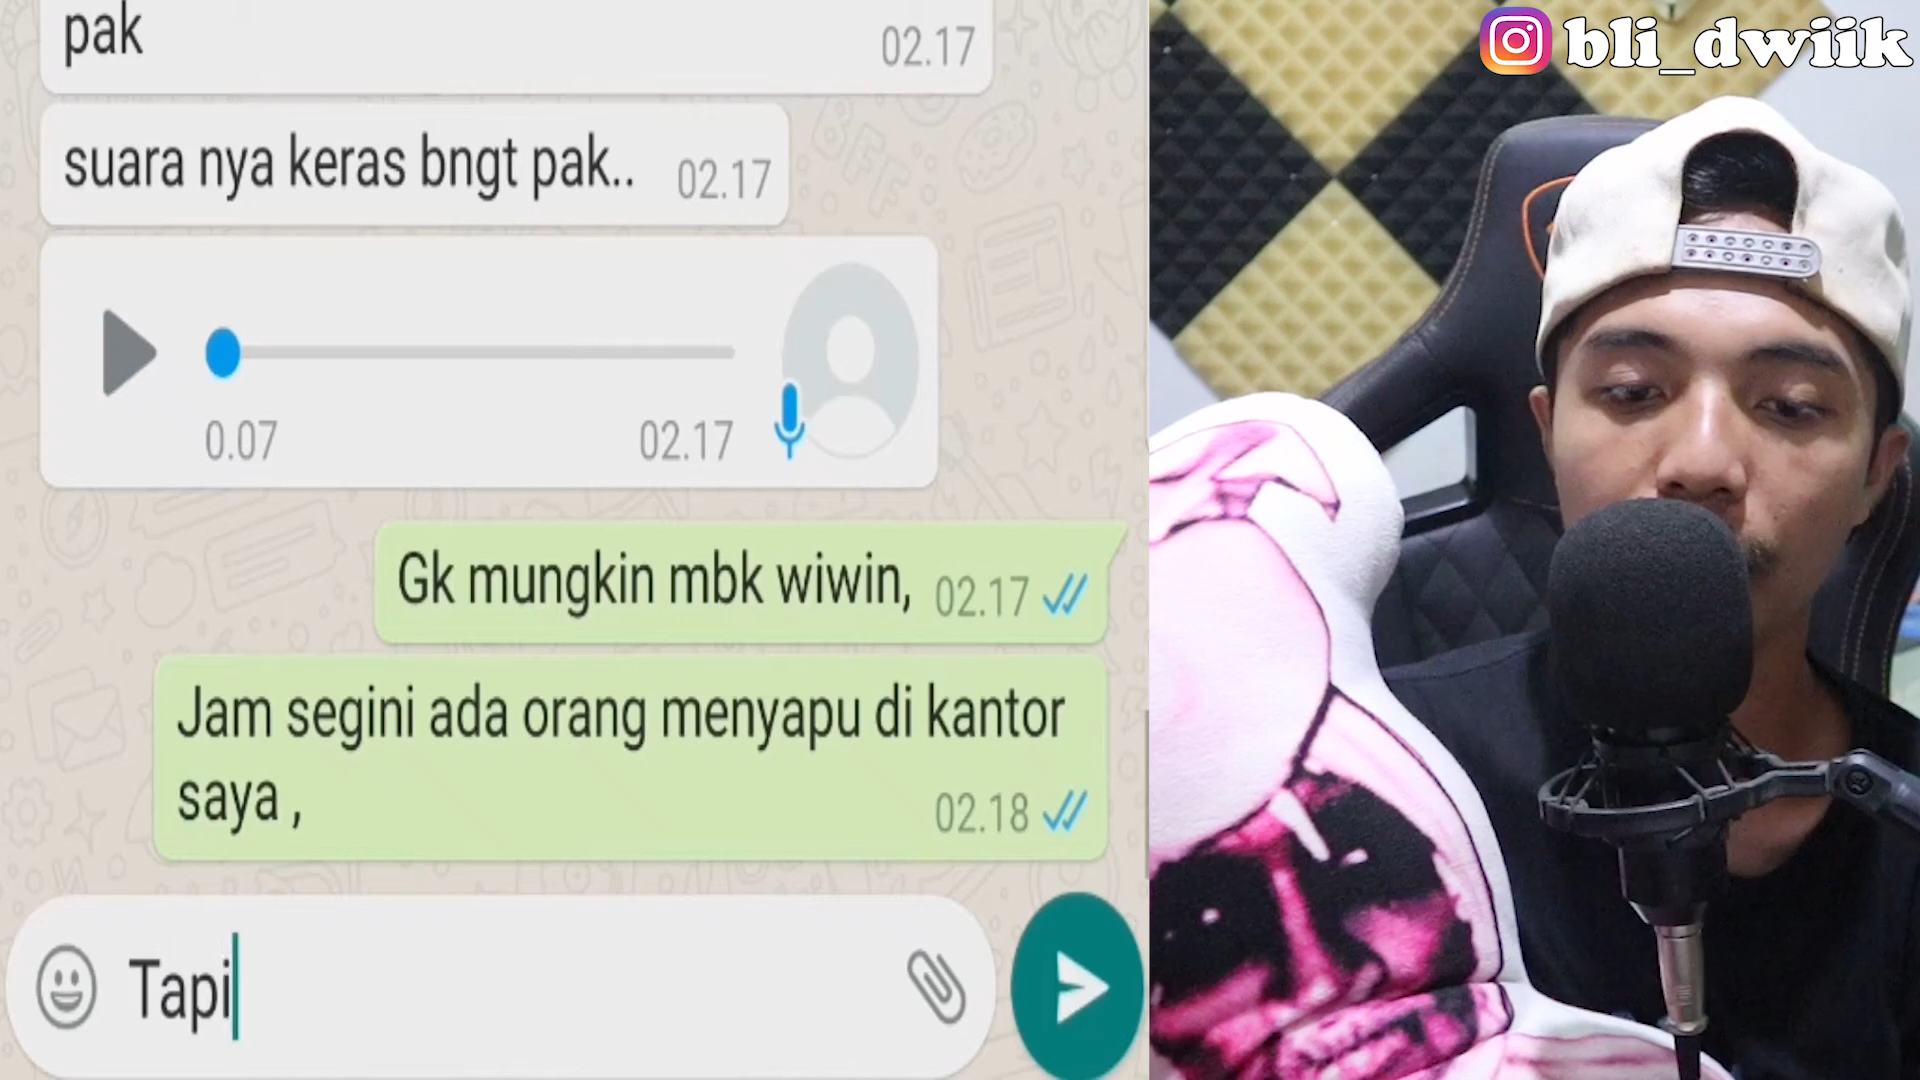 bli_dwiik
pak
02.17
suara nya keras bngt pak.. 02.17
0.07 02.17
Gk mungkin mbk wiwin, 02.17
Jam segini ada orang menyapu di kantor
saya , 02.18
Tapi